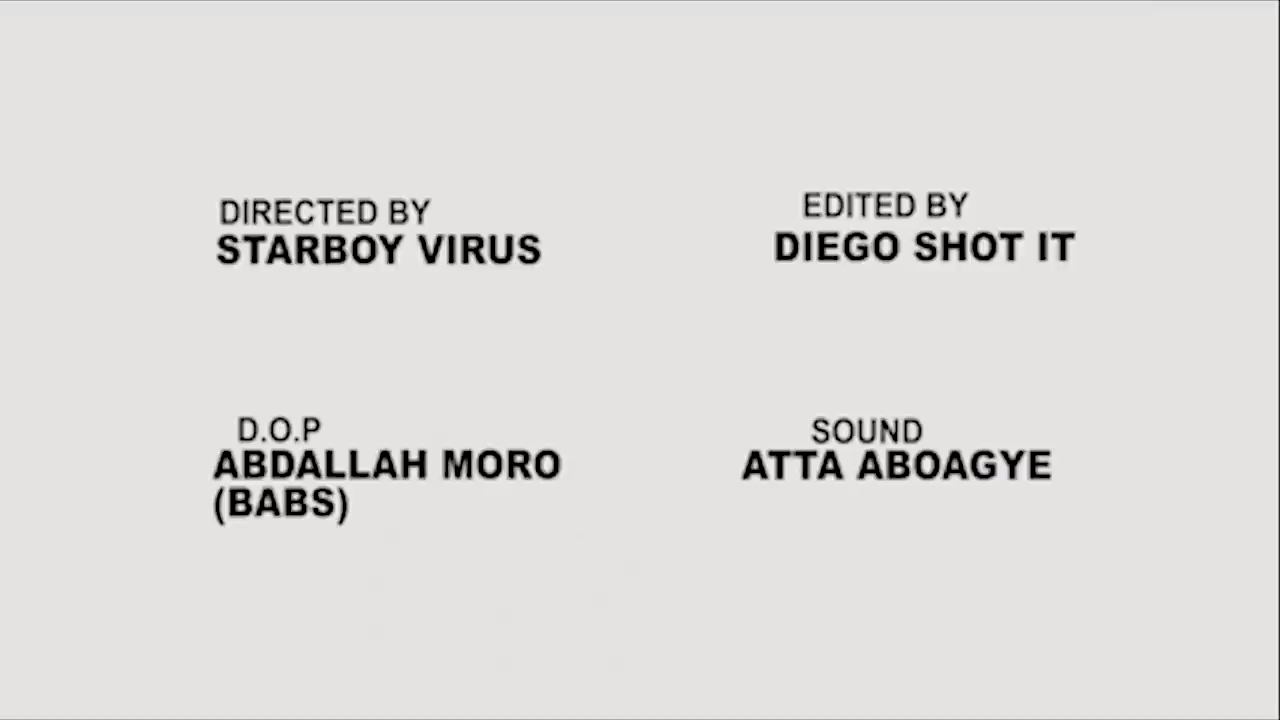 DIRECTED BY
STARBOY VIRUS
EDITED BY
DIEGO SHOT IT
D.O.P
ABDALLAH MORO
(BABS)
SOUND
ATTA ABOAGYE